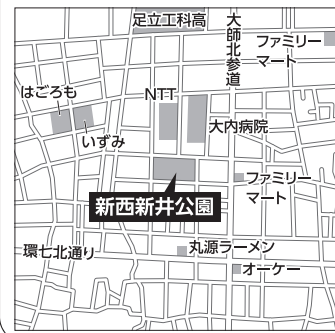 足立工科高
大師北参道
ファミリー
マート
はごろも
NTT
いずみ
大内病院
ファミリー
マート
新西新井公園
環七北通り
丸源ラーメン
オーケー